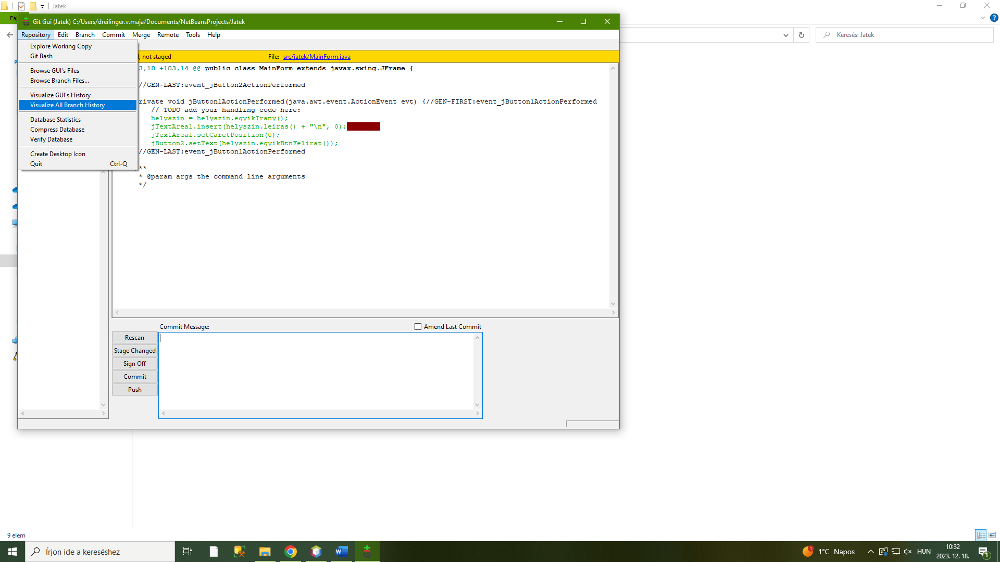 Jatek
Fáj
Git Gui (Jatek) C:/Users/dreilinger.v.maja/Documents/NetBeansProjects/Jatek
Keresés: Jatek
Repository Edit Branch Commit Merge Remote Tools Help
Explore Working Copy
Git Bash
Browse GUI's Files
Browse Branch Files...
Visualize GUI's History
Visualize All Branch History
Database Statistics
Compress Database
Verify Database
Create Desktop Icon
Quit Ctrl-Q
, not staged File: src/jatek/MainForm.java
3,10 +103,14 @@ public class MainForm extends javax.swing.JFrame {
//GEN-LAST:event_jButton2ActionPerformed
rivate void jButton1ActionPerformed(java.awt.event.ActionEvent evt) {//GEN-FIRST:event_jButton1ActionPerformed
// TODO add your handling code here:
helyszin = helyszin.egyikIrany();
jTextArea1.insert(helyszin.leiras() + "\n", 0);
jTextArea1.setCaretPosition(0);
jButton2.setText(helyszin.egyikBtnFelirat());
//GEN-LAST:event_jButton1ActionPerformed
**
* @param args the command line arguments
*/
Commit Message: Amend Last Commit
Rescan
Stage Changed
Sign Off
Commit
Push
9 elem
Írjon ide a kereséshez
1 1°C Napos HUN 10:32
2023. 12. 18. 1